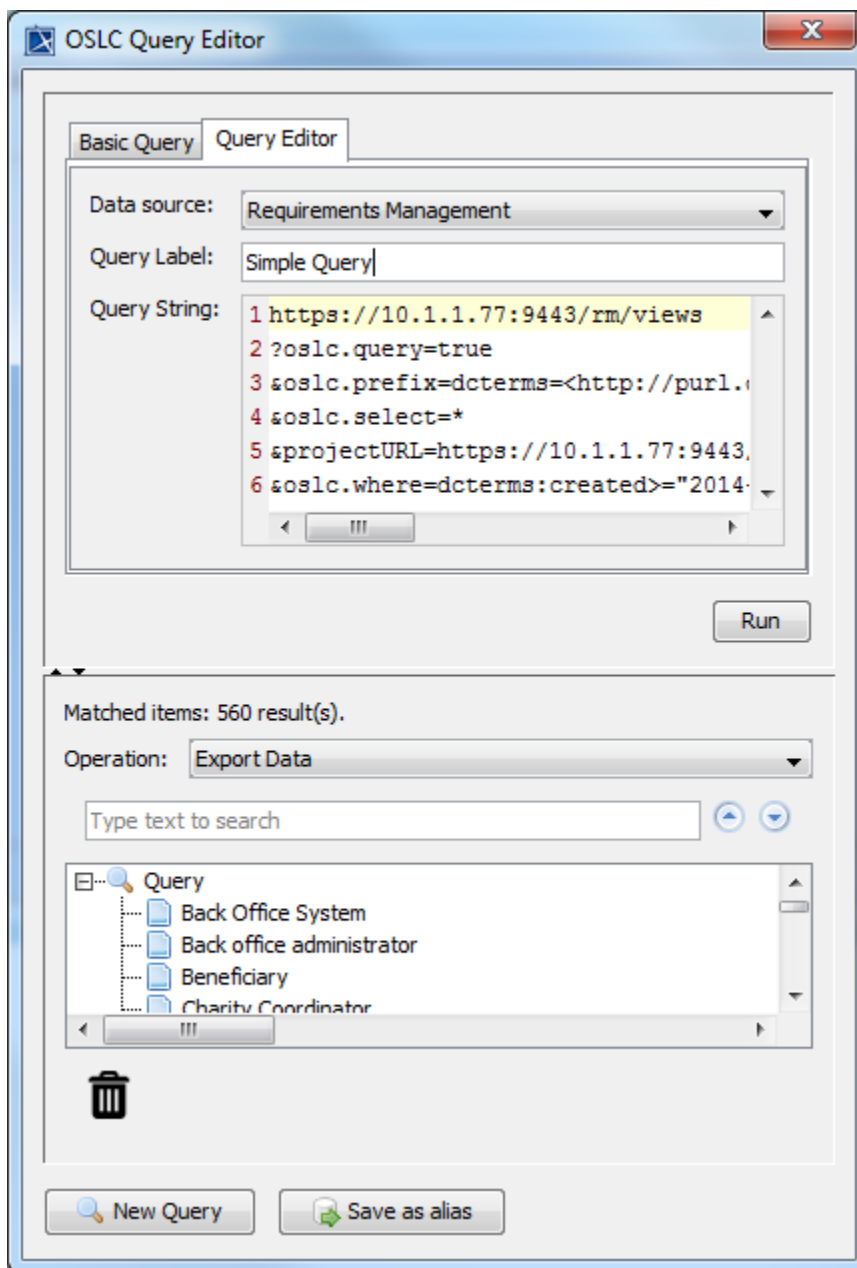 OSLC Query Editor
Basic Query Query Editor
Data source: Requirements Management
Query Label: Simple Query
Query String:
1 https://10.1.1.77:9443/rm/views
2 ?oslc.query=true
3 &oslc.prefix=dcterms=<http://purl.
4 &oslc.select=*
5 &projectURL=https://10.1.1.77:9443
6 &oslc.where=dcterms:created>="2014-
Run
Matched items: 560 result(s).
Operation: Export Data
Type text to search
Query
Back Office System
Back office administrator
Beneficiary
Charity Coordinator
New Query Save as alias